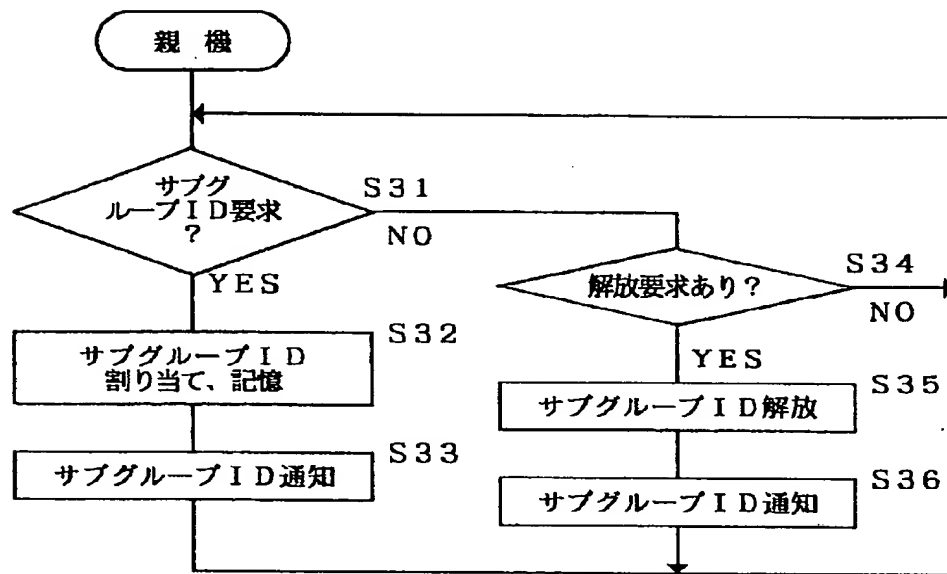 親 機
サブグ
ループID要求
?
S31
NO
YES
サブグループID
割り当て、記憶
S32
サブグループID通知
S33
解放要求あり?
S34
NO
YES
サブグループID解放
S35
サブグループID通知
S36